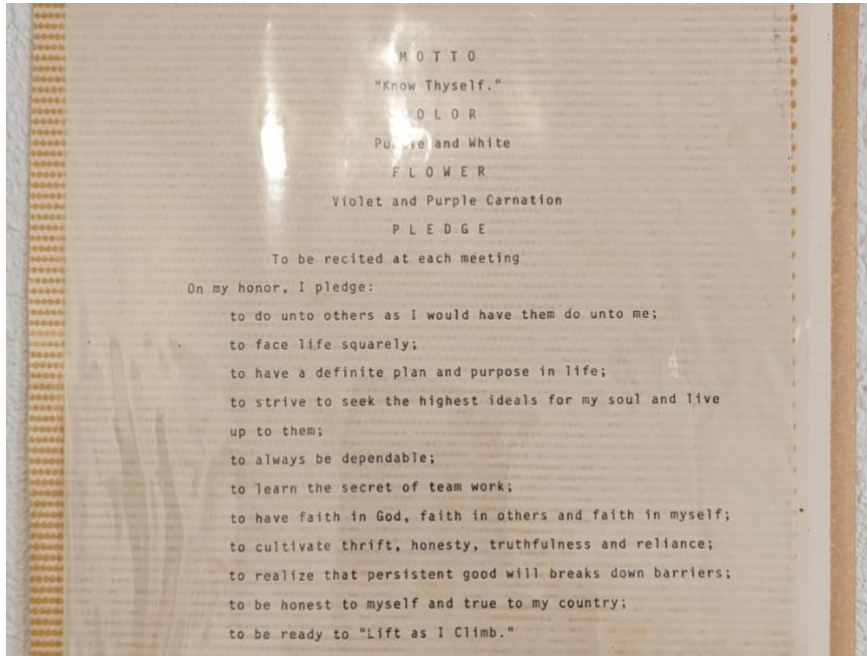 M O T T O
"Know Thyself."
C O L O R
Purple and White
F L O W E R
Violet and Purple Carnation
P L E D G E
To be recited at each meeting
On my honor, I pledge:
to do unto others as I would have them do unto me;
to face life squarely;
to have a definite plan and purpose in life;
to strive to seek the highest ideals for my soul and live
up to them;
to always be dependable;
to learn the secret of team work;
to have faith in God, faith in others and faith in myself;
to cultivate thrift, honesty, truthfulness and reliance;
to realize that persistent good will breaks down barriers;
to be honest to myself and true to my country;
to be ready to "Lift as I Climb."